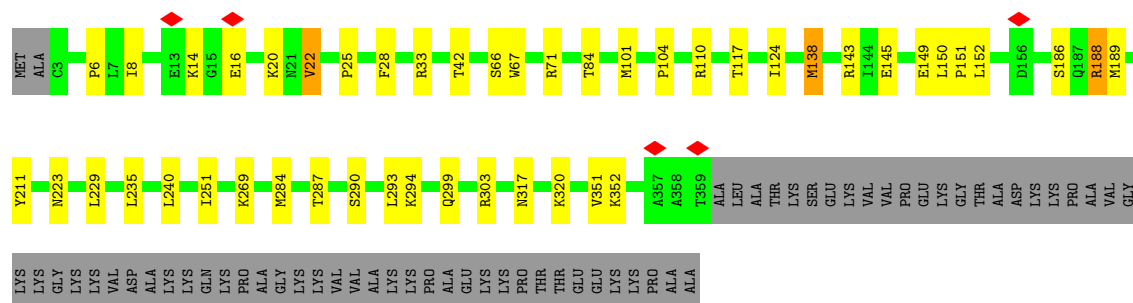 MET ALA C3 P6 L7 I8 E13 K14 G15 E16 K20 N21 V22 P25 F28 R33 T42 S66 W67 R71 T84 M101 P104 R110 T117 I124 M138 R143 I144 E145 E149 L150 P151 L152 D156 S186 Q187 R188 M189
Y211 N223 L229 L235 L240 I251 K269 M284 T287 S290 L293 K294 Q299 R303 N317 K320 V351 K352 A357 A358 T359 ALA LEU ALA THR LYS SER GLU LYS VAL VAL PRO GLU LYS GLY THR ALA ASP LYS LYS PRO ALA VAL GLY
LYS LYS GLY LYS LYS VAL ASP ALA LYS LYS GLN LYS PRO ALA GLY LYS LYS VAL VAL ALA LYS LYS PRO ALA GLU LYS LYS PRO THR THR GLU GLU LYS LYS PRO ALA ALA